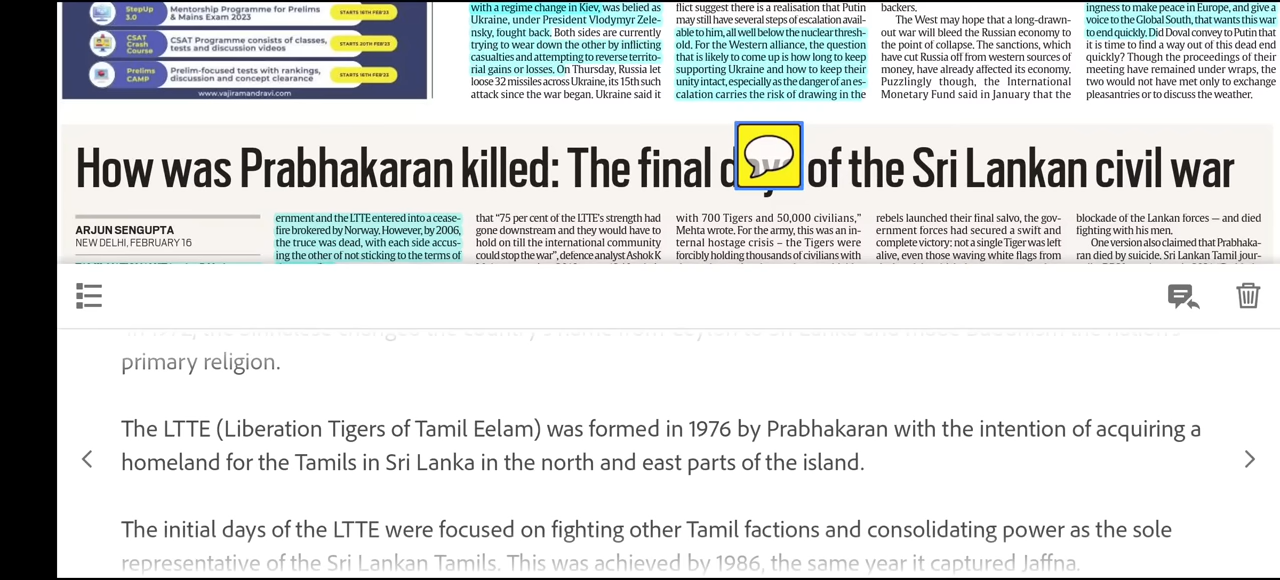 StepUp
3.0
Mentorship Programme for Prelims
& Mains Exam 2023
STARTS 16TH FEB'23
CSAT
Crash
Course
CSAT Programme consists of classes,
tests and discussion videos
STARTS 20TH FEB'23
Prelims
CAMP
Prelim-focused tests with rankings,
discussion and concept clearance
STARTS 16TH FEB'23
www.vajiramandravi.com
with a regime change in Kiev, was belied as
Ukraine, under President Vlodymyr Zele-
nsky, fought back. Both sides are currently
trying to wear down the other by inflicting
casualties and attempting to reverse territo-
rial gains or losses. On Thursday, Russia let
loose 32 missiles across Ukraine, its 15th such
attack since the war began. Ukraine said it
flict suggest there is a realisation that Putin
may still have several steps of escalation avail-
able to him, all well below the nuclear thresh-
old. For the Western alliance, the question
that is likely to come up is how long to keep
supporting Ukraine and how to keep their
unity intact, especially as the danger of an es-
calation carries the risk of drawing in the
backers.
The West may hope that a long-drawn-
out war will bleed the Russian economy to
the point of collapse. The sanctions, which
have cut Russia off from western sources of
money, have already affected its economy.
Puzzlingly though, the International
Monetary Fund said in January that the
ingness to make peace in Europe, and give a
voice to the Global South, that wants this war
to end quickly. Did Doval convey to Putin that
it is time to find a way out of this dead end
quickly? Though the proceedings of their
meeting have remained under wraps, the
two would not have met only to exchange
pleasantries or to discuss the weather.
How was Prabhakaran killed: The final days of the Sri Lankan civil war
ARJUN SENGUPTA
NEW DELHI, FEBRUARY 16
ernment and the LTTE entered into a cease-
fire brokered by Norway. However, by 2006,
the truce was dead, with each side accus-
ing the other of not sticking to the terms of
that "75 per cent of the LTTE's strength had
gone downstream and they would have to
hold on till the international community
could stop the war", defence analyst Ashok K
with 700 Tigers and 50,000 civilians,"
Mehta wrote. For the army, this was an in-
ternal hostage crisis – the Tigers were
forcibly holding thousands of civilians with
rebels launched their final salvo, the gov-
ernment forces had secured a swift and
complete victory: not a single Tiger was left
alive, even those waving white flags from
blockade of the Lankan forces — and died
fighting with his men.
One version also claimed that Prabhaka-
ran died by suicide. Sri Lankan Tamil jour-
primary religion.
The LTTE (Liberation Tigers of Tamil Eelam) was formed in 1976 by Prabhakaran with the intention of acquiring a
homeland for the Tamils in Sri Lanka in the north and east parts of the island.
The initial days of the LTTE were focused on fighting other Tamil factions and consolidating power as the sole
representative of the Sri Lankan Tamils. This was achieved by 1986, the same year it captured Jaffna.